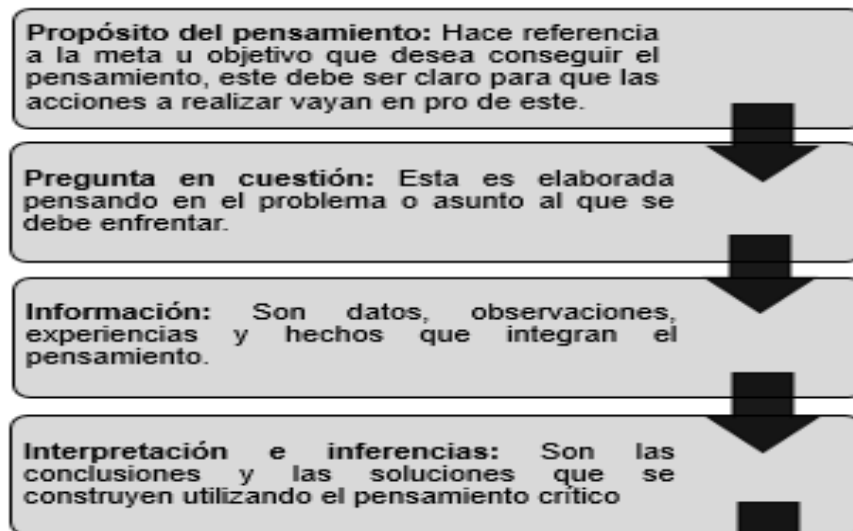 Propósito del pensamiento: Hace referencia
a la meta u objetivo que desea conseguir el
pensamiento, este debe ser claro para que las
acciones a realizar vayan en pro de este.
Pregunta en cuestión: Esta es elaborada
pensando en el problema o asunto al que se
debe enfrentar.
Información: Son datos, observaciones,
experiencias y hechos que integran el
pensamiento.
Interpretación e inferencias: Son las
conclusiones y las soluciones que se
construyen utilizando el pensamiento crítico